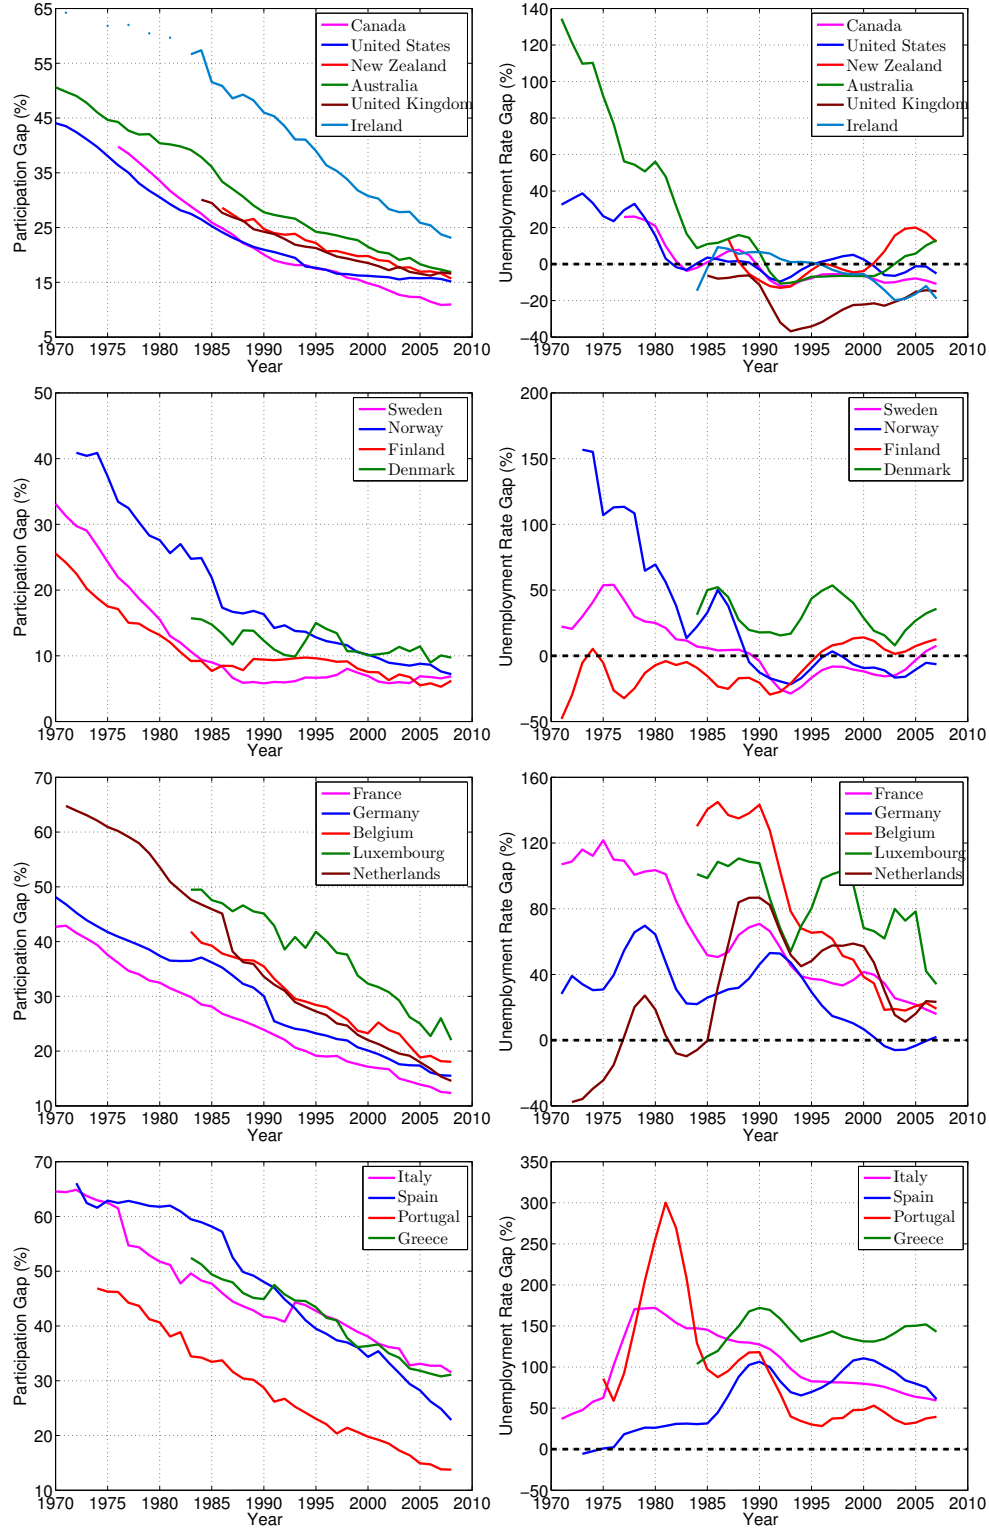 65
55
45
35
25
15
5
Participation Gap (%)
Canada
United States
New Zealand
Australia
United Kingdom
Ireland
1970 1975 1980 1985 1990 1995 2000 2005 2010
Year
140
120
100
80
60
40
20
0
−20
−40
Unemployment Rate Gap (%)
Canada
United States
New Zealand
Australia
United Kingdom
Ireland
1970 1975 1980 1985 1990 1995 2000 2005 2010
Year
50
40
30
20
10
0
Participation Gap (%)
Sweden
Norway
Finland
Denmark
1970 1975 1980 1985 1990 1995 2000 2005 2010
Year
200
150
100
50
0
−50
Unemployment Rate Gap (%)
Sweden
Norway
Finland
Denmark
1970 1975 1980 1985 1990 1995 2000 2005 2010
Year
70
60
50
40
30
20
10
Participation Gap (%)
France
Germany
Belgium
Luxembourg
Netherlands
1970 1975 1980 1985 1990 1995 2000 2005 2010
Year
160
120
80
40
0
−40
Unemployment Rate Gap (%)
France
Germany
Belgium
Luxembourg
Netherlands
1970 1975 1980 1985 1990 1995 2000 2005 2010
Year
70
60
50
40
30
20
10
Participation Gap (%)
Italy
Spain
Portugal
Greece
1970 1975 1980 1985 1990 1995 2000 2005 2010
Year
350
300
250
200
150
100
50
0
−50
Unemployment Rate Gap (%)
Italy
Spain
Portugal
Greece
1970 1975 1980 1985 1990 1995 2000 2005 2010
Year